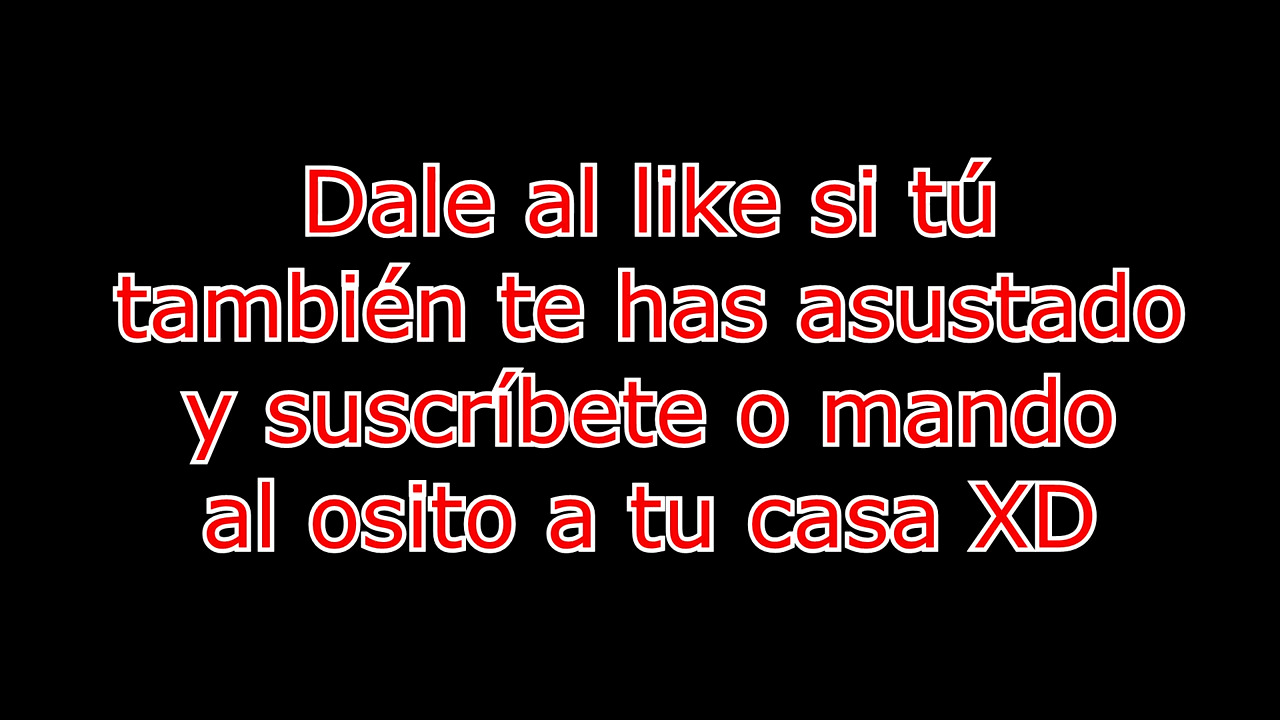 Dale al like si tú
también te has asustado
y suscríbete o mando
al osito a tu casa XD